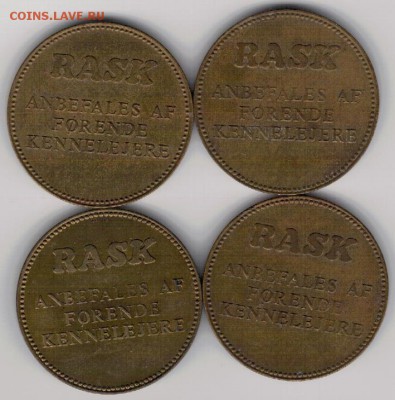 COINS.LAVE.RU
RASK
ANBEFALES AF
FØRENDE
KENNELEJERE
RASK
ANBEFALES AF
FØRENDE
KENNELEJERE
RASK
ANBEFALES AF
FØRENDE
KENNELEJERE
RASK
ANBEFALES AF
FØRENDE
KENNELEJERE